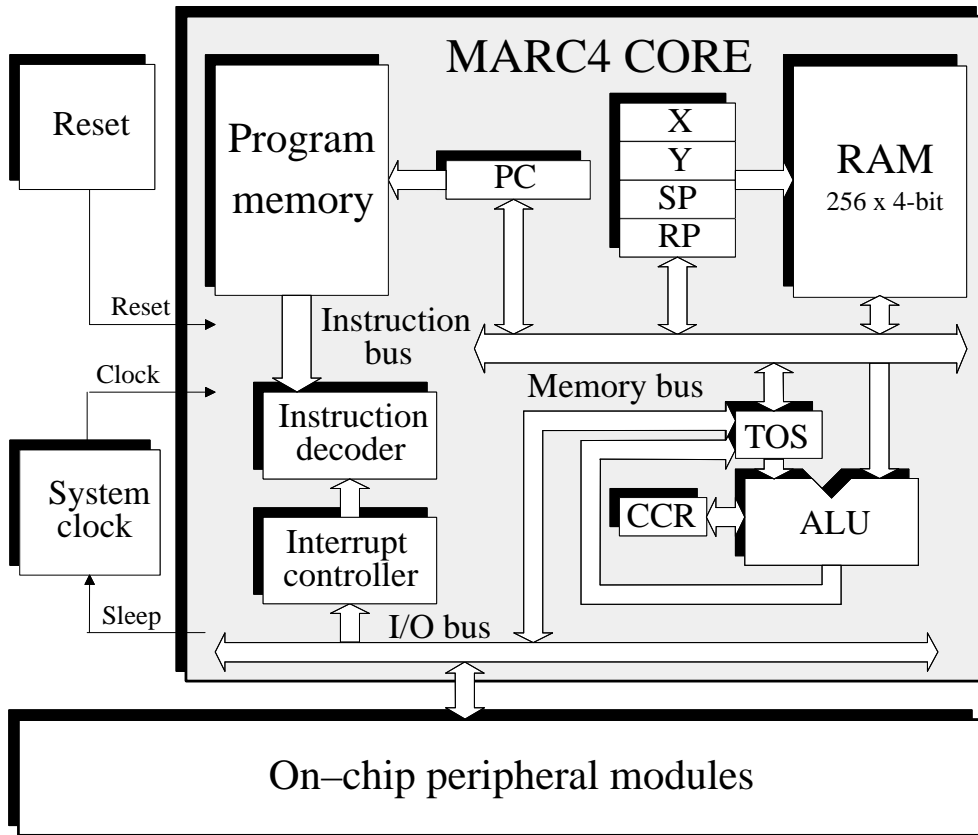 MARC4 CORE
Reset
Program
memory
PC
X
Y
SP
RP
RAM
256 x 4-bit
Reset
Instruction
bus
Clock
Memory bus
Instruction
decoder
TOS
System
clock
CCR
ALU
Interrupt
controller
Sleep
I/O bus
On–chip peripheral modules